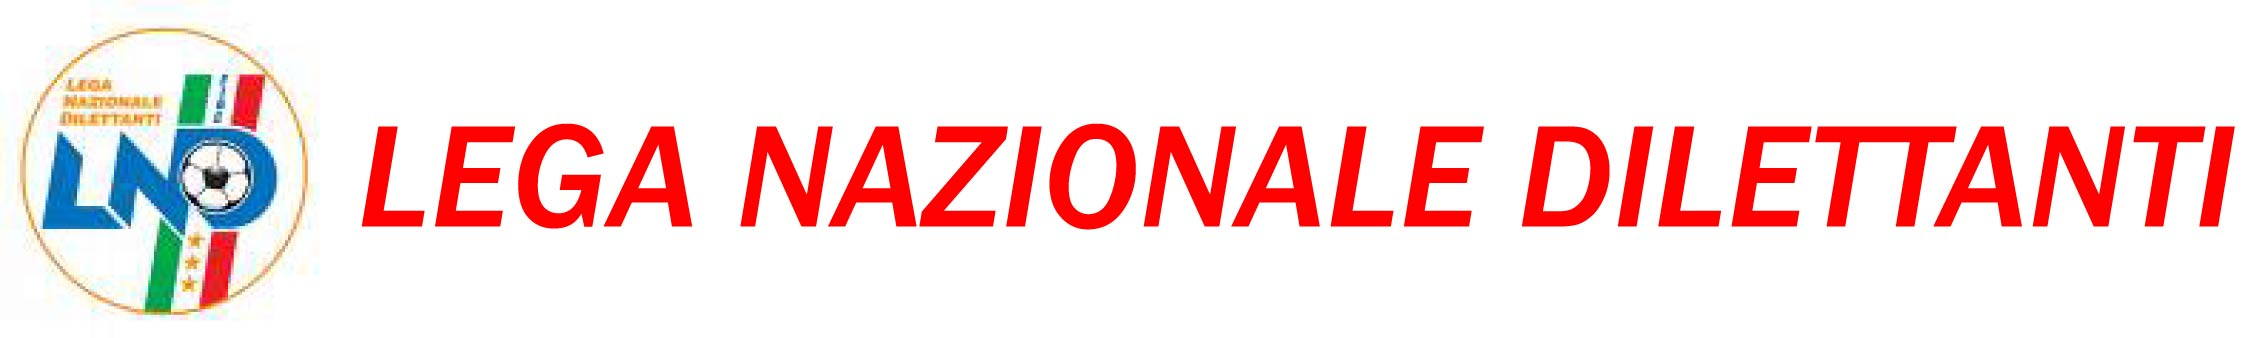 LEGA
NAZIONALE
DILETTANTI
LND
LEGA NAZIONALE DILETTANTI